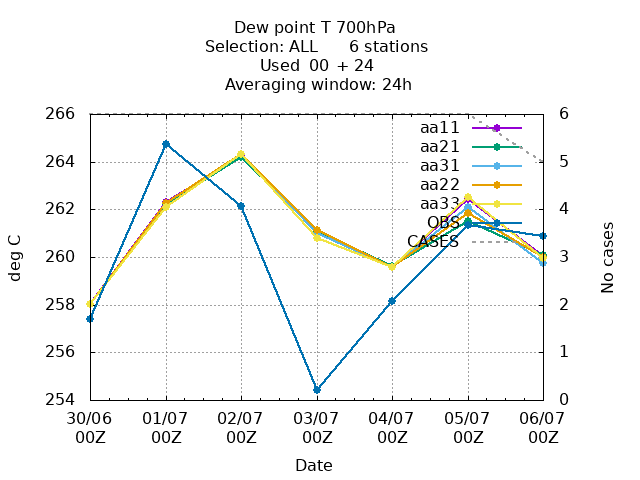 Dew point T 700hPa
Selection: ALL 6 stations
Used 00 + 24
Averaging window: 24h
266
264
262
260
258
256
254
deg C
6
5
4
3
2
1
0
No cases
aa11
aa21
aa31
aa22
aa33
OBS
CASES
30/06 01/07 02/07 03/07 04/07 05/07 06/07
00Z 00Z 00Z 00Z 00Z 00Z 00Z
Date